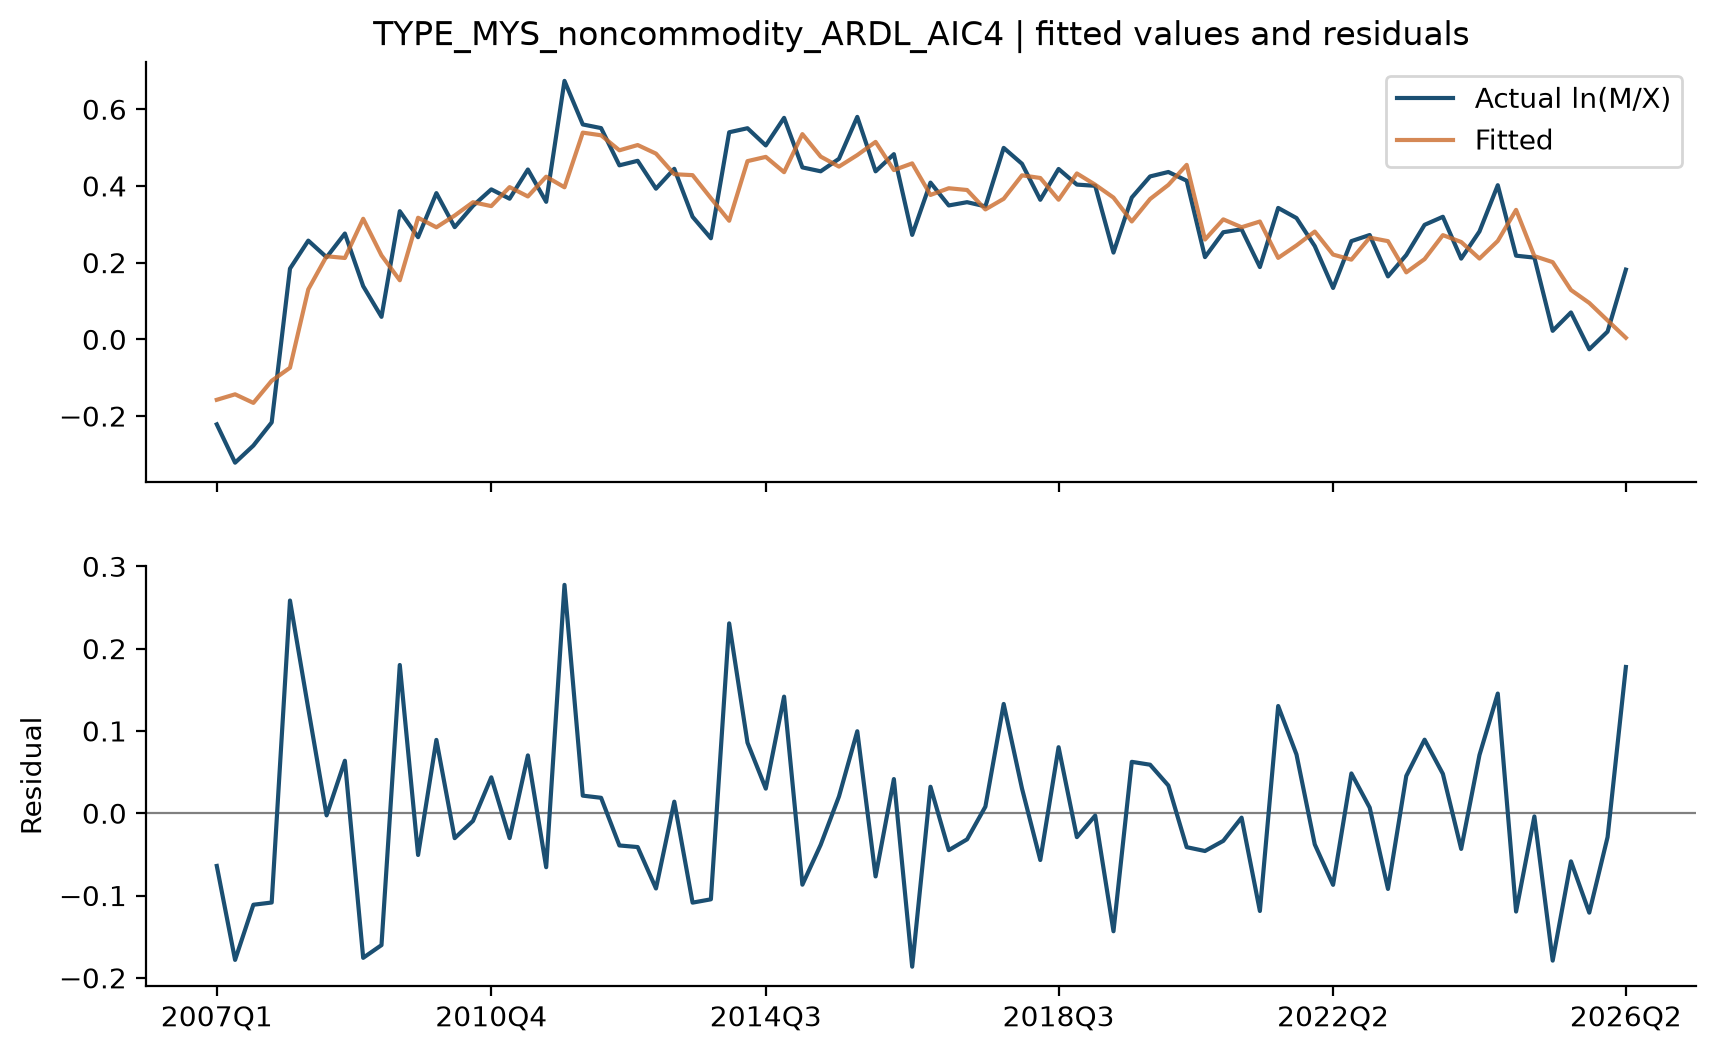 TYPE_MYS_noncommodity_ARDL_AIC4 | fitted values and residuals
Actual ln(M/X)
Fitted
0.6
0.4
0.2
0.0
−0.2
Residual
0.3
0.2
0.1
0.0
−0.1
−0.2
2007Q1 2010Q4 2014Q3 2018Q3 2022Q2 2026Q2